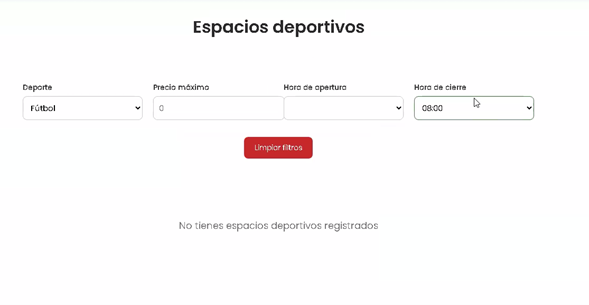 Espacios deportivos
Deporte Precio máximo Hora de apertura Hora de cierre
Fútbol 0 08:00
Limpiar filtros
No tienes espacios deportivos registrados